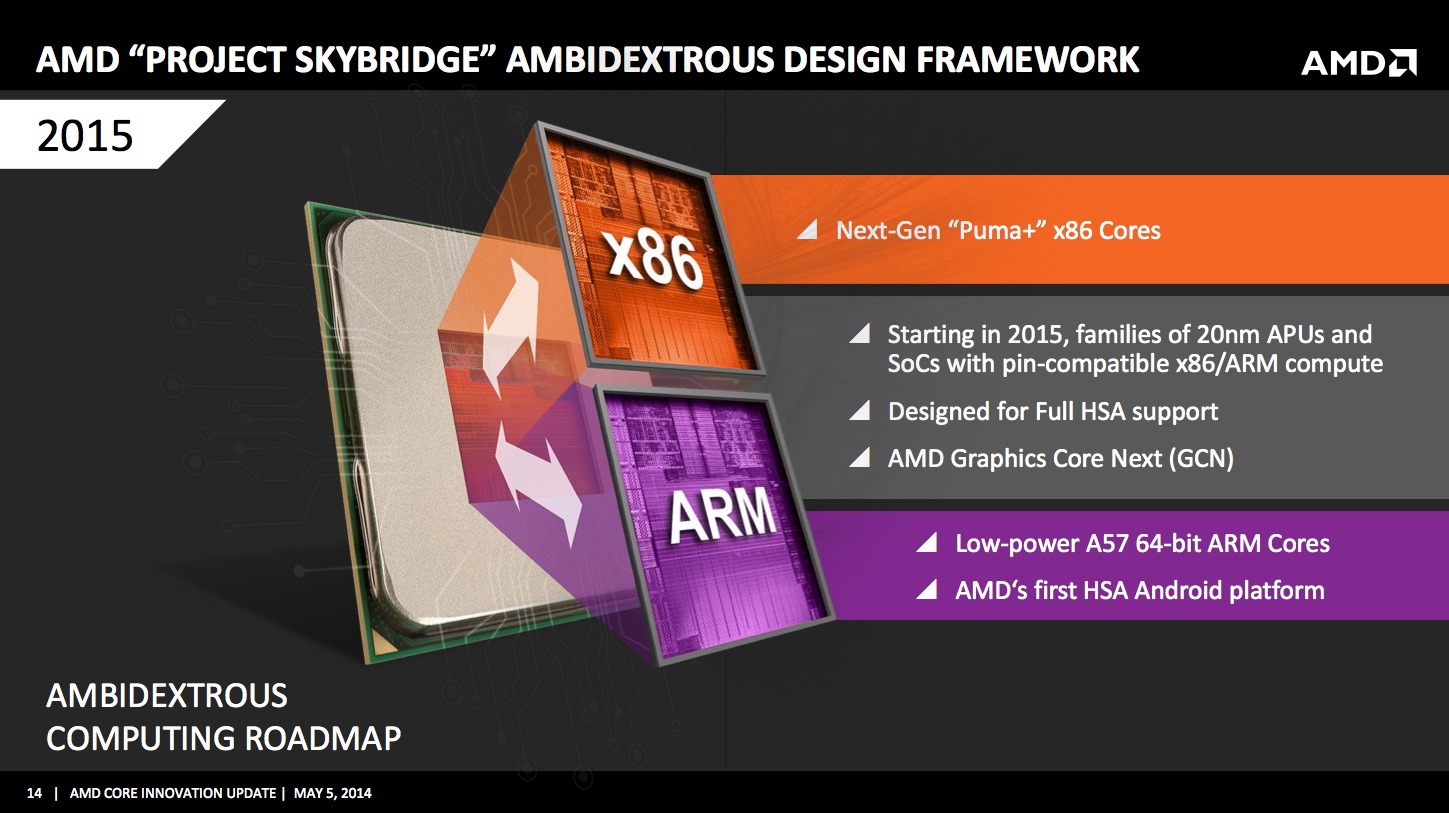 AMD “PROJECT SKYBRIDGE” AMBIDEXTROUS DESIGN FRAMEWORK
AMD
2015
x86
Next-Gen “Puma+” x86 Cores
Starting in 2015, families of 20nm APUs and
SoCs with pin-compatible x86/ARM compute
Designed for Full HSA support
AMD Graphics Core Next (GCN)
ARM
Low-power A57 64-bit ARM Cores
AMD‘s first HSA Android platform
AMBIDEXTROUS
COMPUTING ROADMAP
14 | AMD CORE INNOVATION UPDATE | MAY 5, 2014